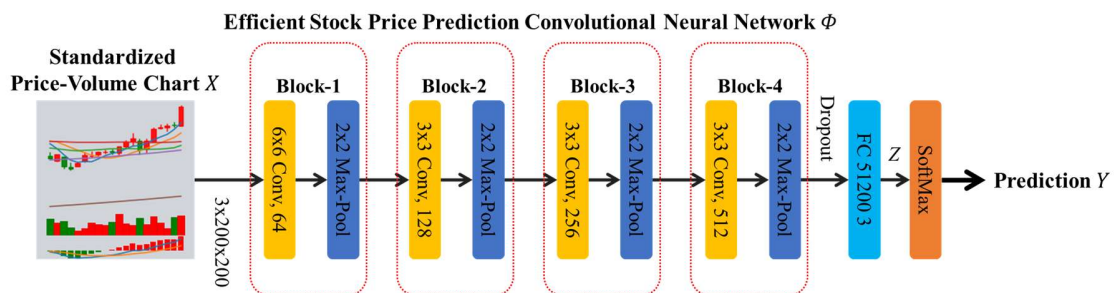 Efficient Stock Price Prediction Convolutional Neural Network Φ
Standardized
Price-Volume Chart X
3x200x200
Block-1
6x6 Conv, 64
2x2 Max-Pool
Block-2
3x3 Conv, 128
2x2 Max-Pool
Block-3
3x3 Conv, 256
2x2 Max-Pool
Block-4
3x3 Conv, 512
2x2 Max-Pool
Dropout
FC 51200 3
Z
SoftMax
Prediction Y